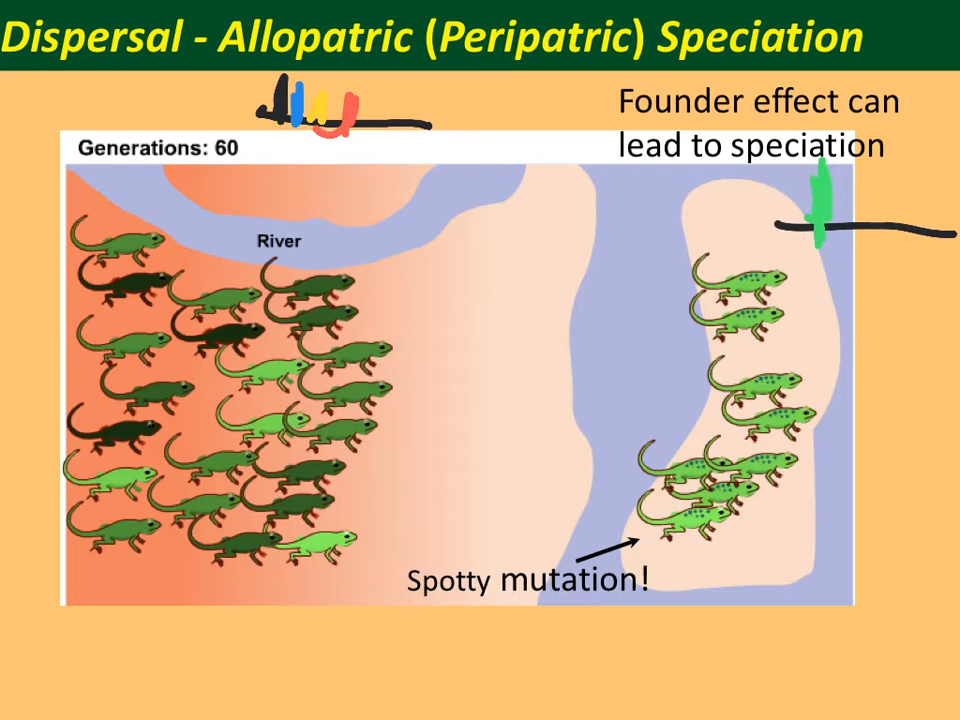 Dispersal - Allopatric (Peripatric) Speciation
Founder effect can
lead to speciation
Generations: 60
River
Spotty mutation!